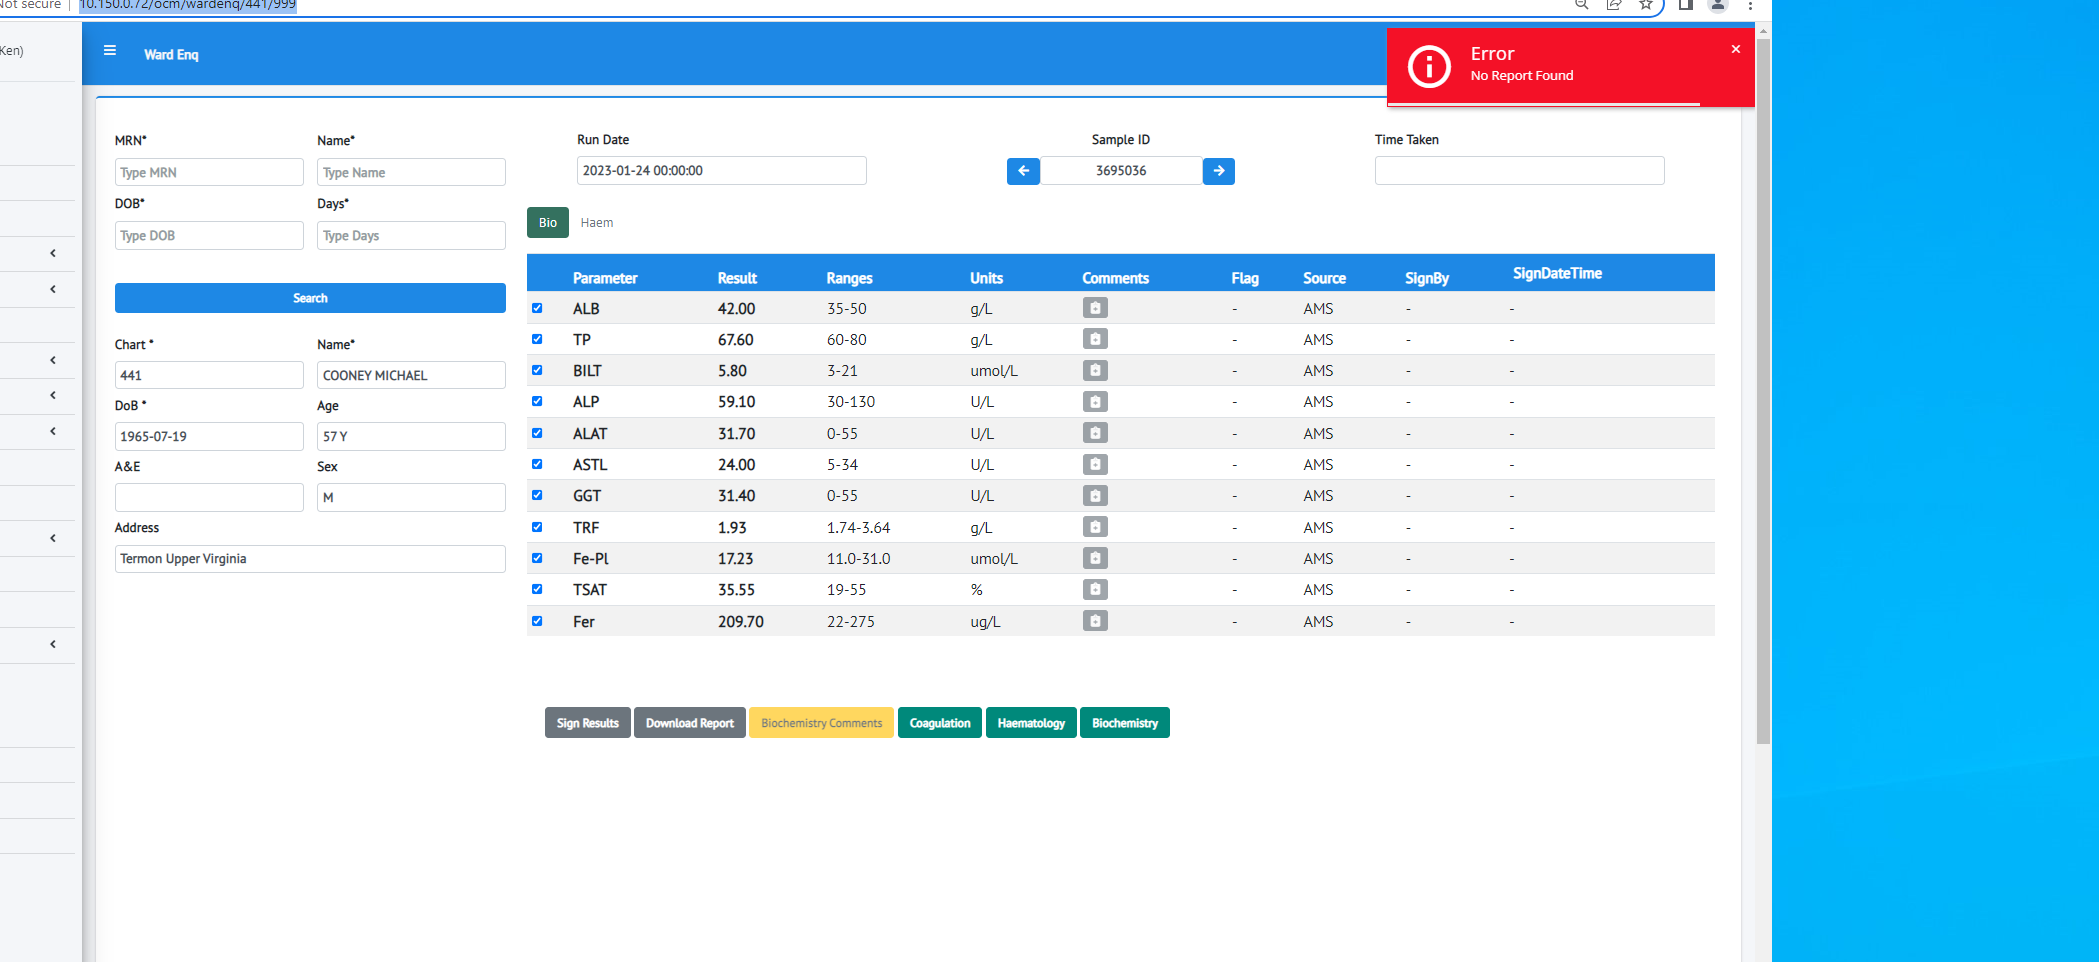 Not secure | 10.150.0.72/ocm/wardenq/441/999
Ken)
Ward Enq
Error
No Report Found
MRN* Name*
Type MRN Type Name
DOB* Days*
Type DOB Type Days
Search
Chart * Name*
441 COONEY MICHAEL
DoB * Age
1965-07-19 57 Y
A&E Sex
M
Address
Termon Upper Virginia
Run Date Sample ID Time Taken
2023-01-24 00:00:00 3695036
Bio Haem
Parameter Result Ranges Units Comments Flag Source SignBy SignDateTime
ALB 42.00 35-50 g/L - AMS - -
TP 67.60 60-80 g/L - AMS - -
BILT 5.80 3-21 umol/L - AMS - -
ALP 59.10 30-130 U/L - AMS - -
ALAT 31.70 0-55 U/L - AMS - -
ASTL 24.00 5-34 U/L - AMS - -
GGT 31.40 0-55 U/L - AMS - -
TRF 1.93 1.74-3.64 g/L - AMS - -
Fe-Pl 17.23 11.0-31.0 umol/L - AMS - -
TSAT 35.55 19-55 % - AMS - -
Fer 209.70 22-275 ug/L - AMS - -
Sign Results Download Report Biochemistry Comments Coagulation Haematology Biochemistry